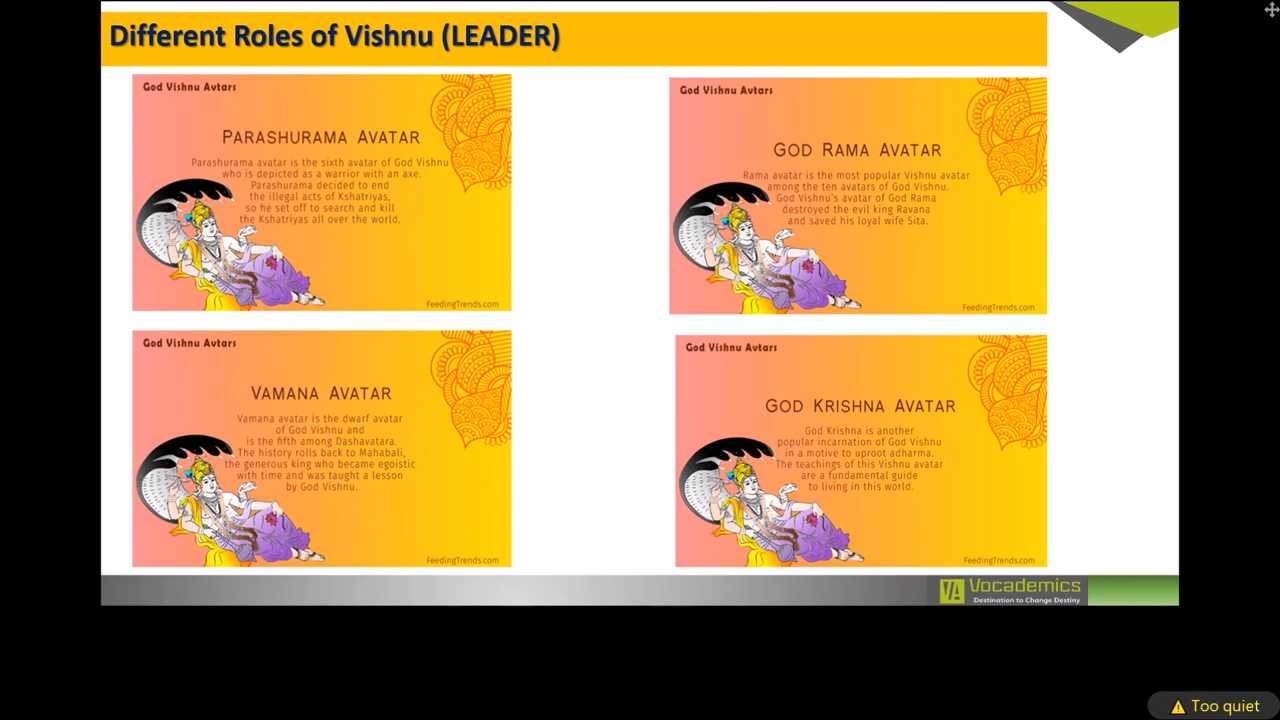 Different Roles of Vishnu (LEADER)
God Vishnu Avtars
PARASHURAMA AVATAR
Parashurama avatar is the sixth avatar of God Vishnu
who is depicted as a warrior with an axe.
Parashurama decided to end
the illegal acts of Kshatriyas,
so he set off to search and kill
the Kshatriyas all over the world.
FeedingTrends.com
God Vishnu Avtars
GOD RAMA AVATAR
Rama avatar is the most popular Vishnu avatar
among the ten avatars of God Vishnu.
God Vishnu's avatar of God Rama
destroyed the evil king Ravana
and saved his loyal wife Sita.
FeedingTrends.com
God Vishnu Avtars
VAMANA AVATAR
Vamana avatar is the dwarf avatar
of God Vishnu and
is the fifth among Dashavatara.
The history rolls back to Mahabali,
the generous king who became egoistic
with time and was taught a lesson
by God Vishnu.
FeedingTrends.com
God Vishnu Avtars
GOD KRISHNA AVATAR
God Krishna is another
popular incarnation of God Vishnu
in a motive to uproot adharma.
The teachings of this Vishnu avatar
are a fundamental guide
to living in this world.
FeedingTrends.com
VA Vocademics
Destination to Change Destiny
Too quiet